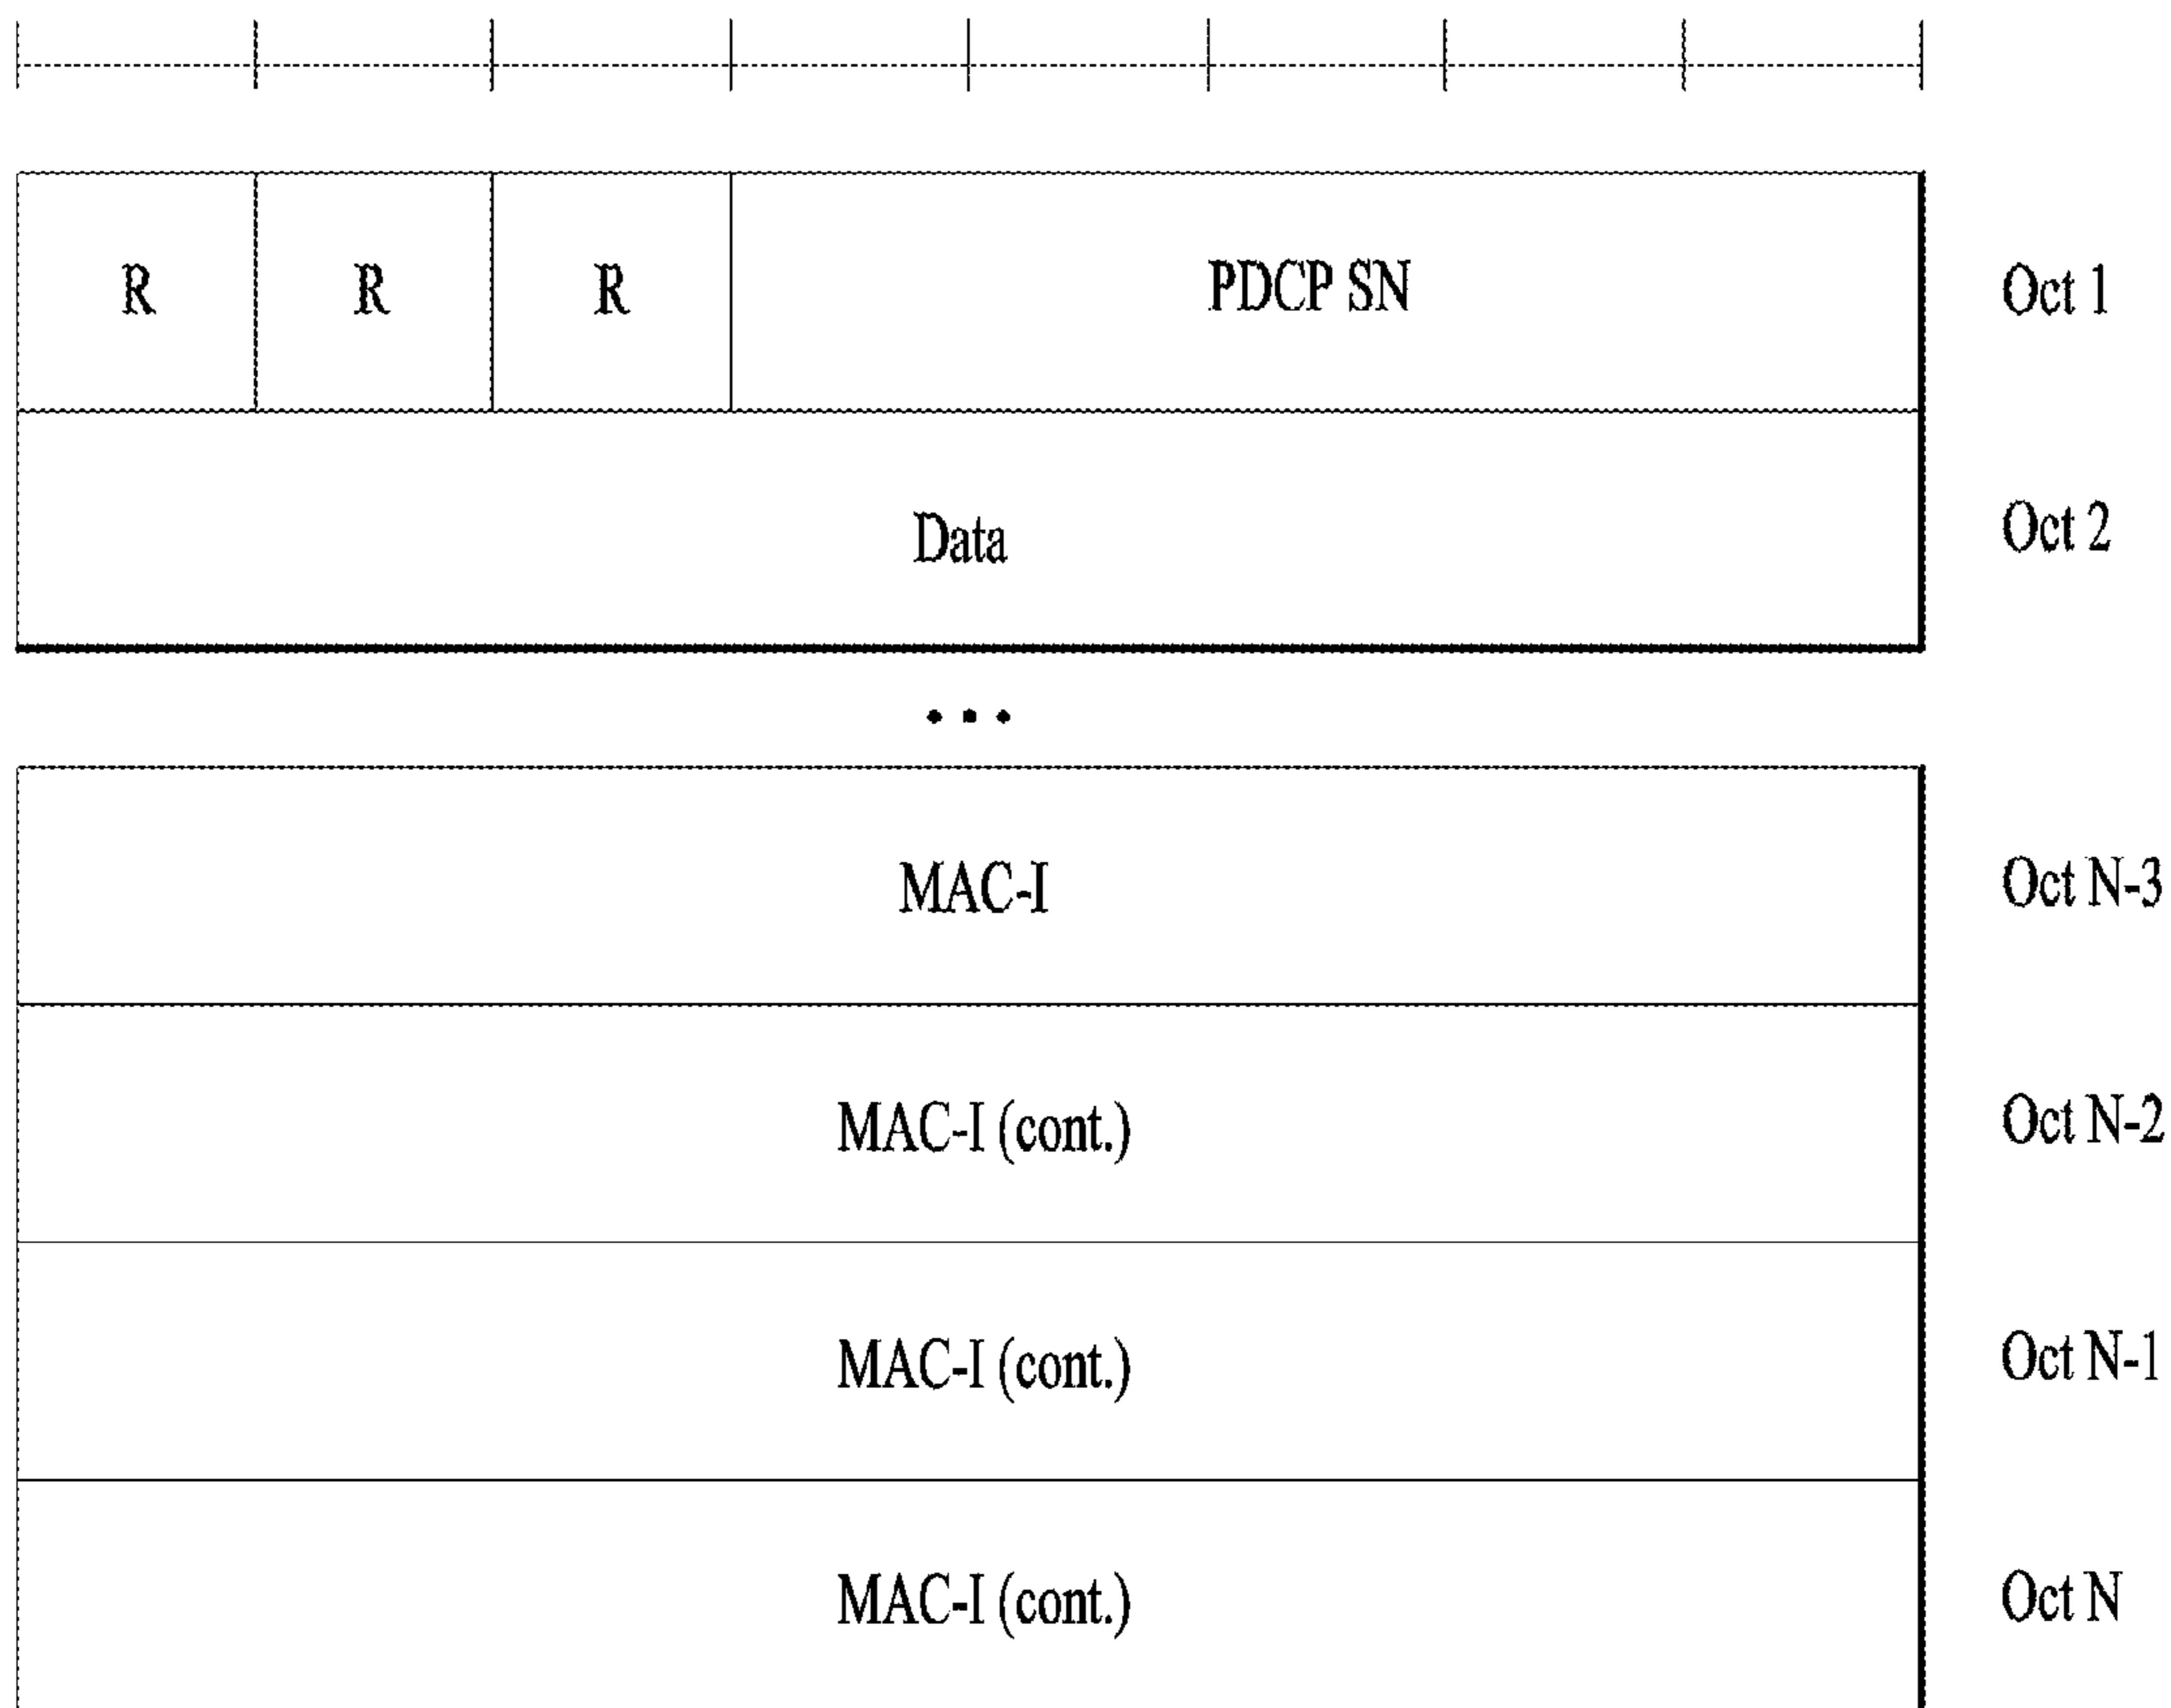 R R R PDCP SN Oct 1
Data Oct 2
...
MAC-I Oct N-3
MAC-I (cont.) Oct N-2
MAC-I (cont.) Oct N-1
MAC-I (cont.) Oct N